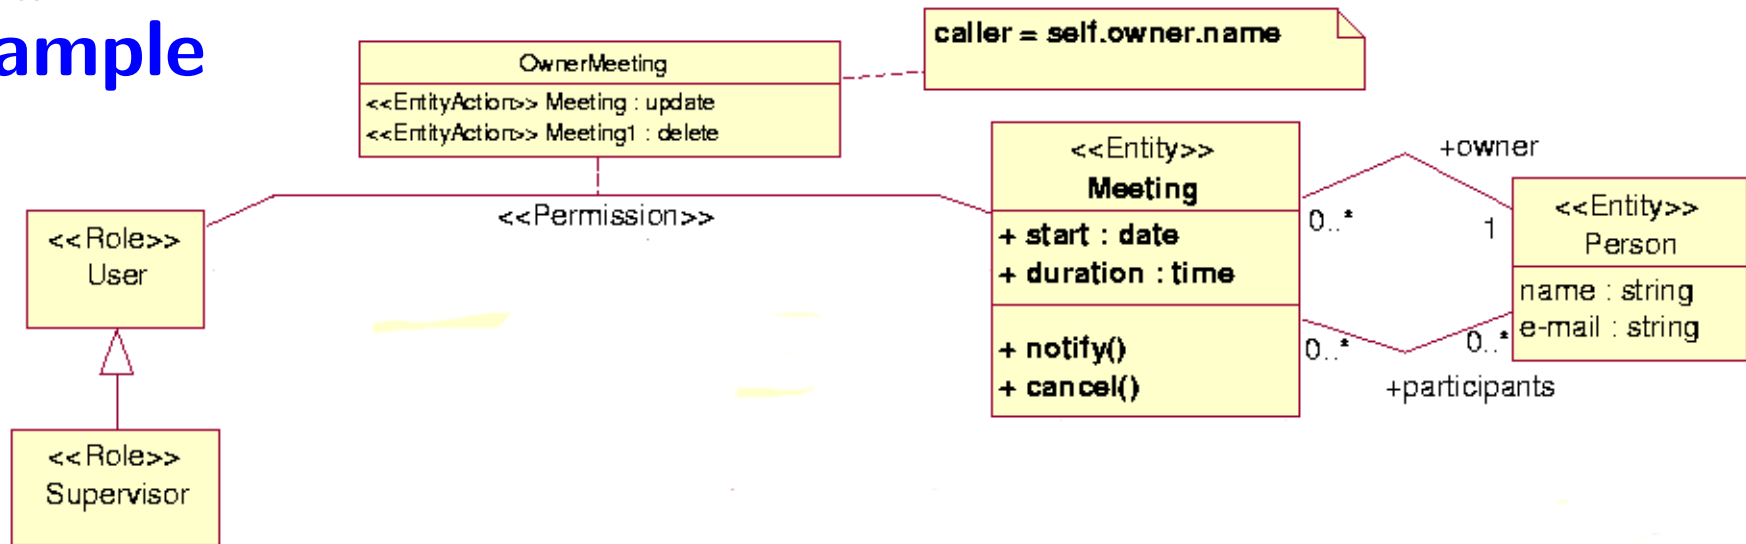 ample
caller = self.owner.name
OwnerMeeting
<<EntityAction>> Meeting : update
<<EntityAction>> Meeting1 : delete
<<Permission>>
<<Role>>
User
<<Role>>
Supervisor
<<Entity>>
Meeting
+ start : date
+ duration : time
+ notify()
+ cancel()
+owner
0..*
1
0..*
0..*
+participants
<<Entity>>
Person
name : string
e-mail : string